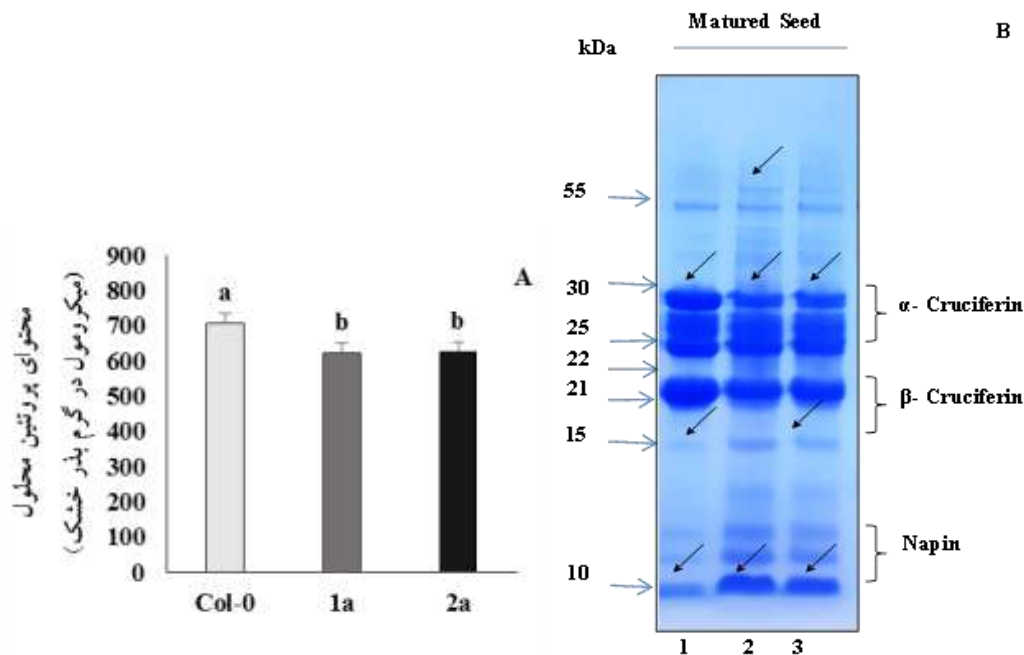 محتوای پروتئین محلول
(میکرومول در گرم بذر خشک)
900
800
700
600
500
400
300
200
100
0
a
b
b
A
Col-0
1a
2a
Matured Seed
B
kDa
55
30
25
22
21
15
10
α- Cruciferin
β- Cruciferin
Napin
1
2
3